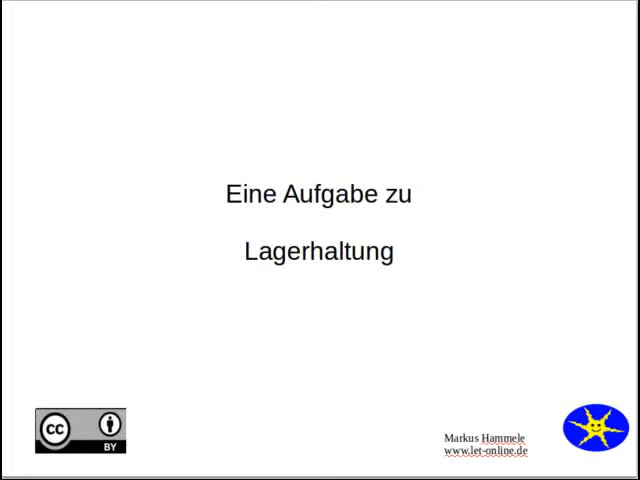 Eine Aufgabe zu
Lagerhaltung
cc
BY
Markus Hammele
www.let-online.de